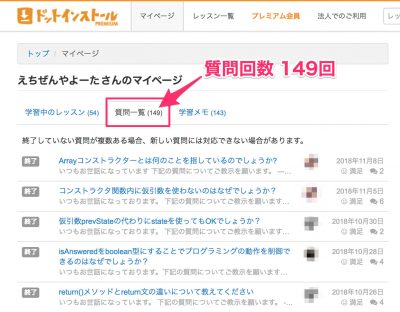 ドットインストール PREMIUM
マイページ レッスン一覧 プレミアム会員 法人でのご利用
トップ / マイページ
質問回数 149回
えちぜんやよーたさんのマイページ
学習中のレッスン (54) 質問一覧 (149) 学習メモ (143)
終了していない質問が複数ある場合、新しい質問には対応できない場合があります。
終了 Arrayコンストラクターとは何のことを指しているのでしょうか? 2018年11月8日
いつもお世話になっています 下記の質問についてご教示を願います。 —... 満足 2
終了 コンストラクタ関数内に仮引数を使わないのはなぜでしょうか? 2018年11月6日
いつもお世話になっております。下記の質問についてご教示願います... 満足 6
終了 仮引数prevStateの代わりにstateを使ってもOKでしょうか? 2018年10月30日
いつもお世話になっております。下記の質問についてご教示を願います... 満足 2
終了 isAnsweredをboolean型にすることでプログラミングの動作を制御できるのはなぜでしょうか? 2018年10月28日
いつもお世話になっております。下記の質問についてご教示を願います... 満足 4
終了 return()メソッドとreturn文の違いについて教えてください 2018年10月26日
いつもお世話になっております。下記の質問についてご教示を願います... 満足 4